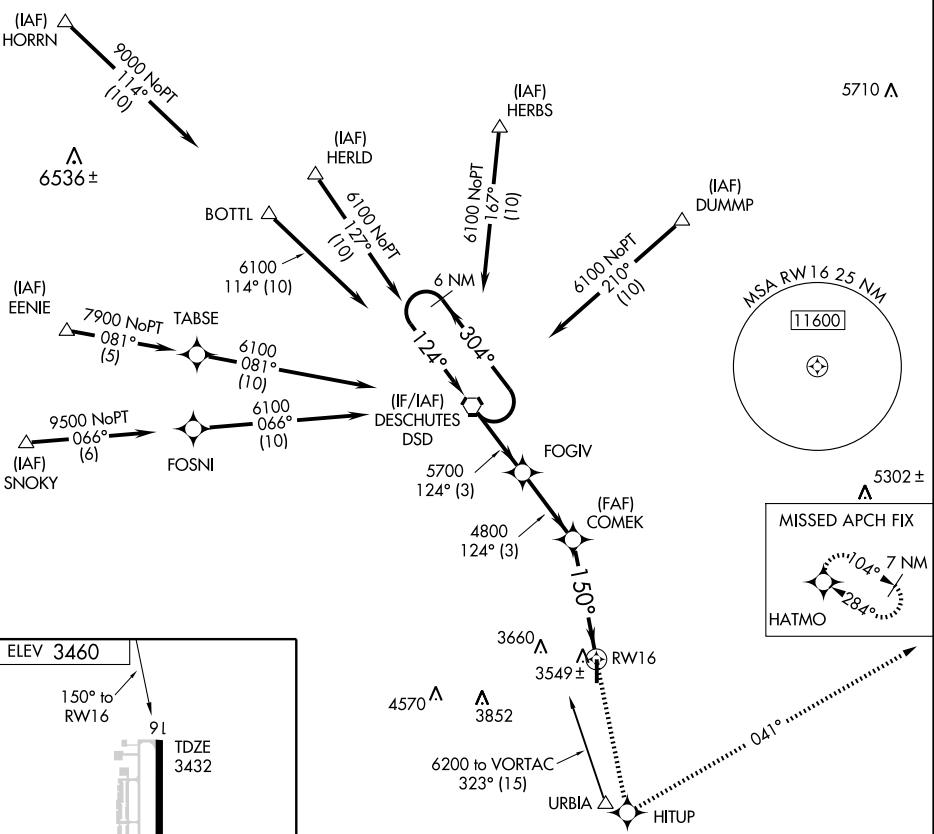 (IAF)
HORRN
9000 NoPT
114°
(10)
6536 ±
(IAF)
HERLD
6100 NoPT
127°
(10)
(IAF)
HERBS
6100 NoPT
167°
(10)
5710
(IAF)
DUMMP
6100 NoPT
210°
(10)
BOTTL
6100
114° (10)
6 NM
304°
124°
MSA RW16 25 NM
11600
(IAF)
EENIE
7900 NoPT
081°
(5)
TABSE
6100
081°
(10)
(IF/IAF)
DESCHUTES
DSD
9500 NoPT
066°
(6)
(IAF)
SNOKY
6100
066°
(10)
FOSNI
5700
124° (3)
FOGIV
4800
124° (3)
(FAF)
COMEK
150°
5302 ±
MISSED APCH FIX
104°
7 NM
284°
HATMO
3660
3549 ±
RW16
4570
3852
6200 to VORTAC
323° (15)
URBIA
HITUP
041°
ELEV 3460
150° to
RW16
16
TDZE
3432